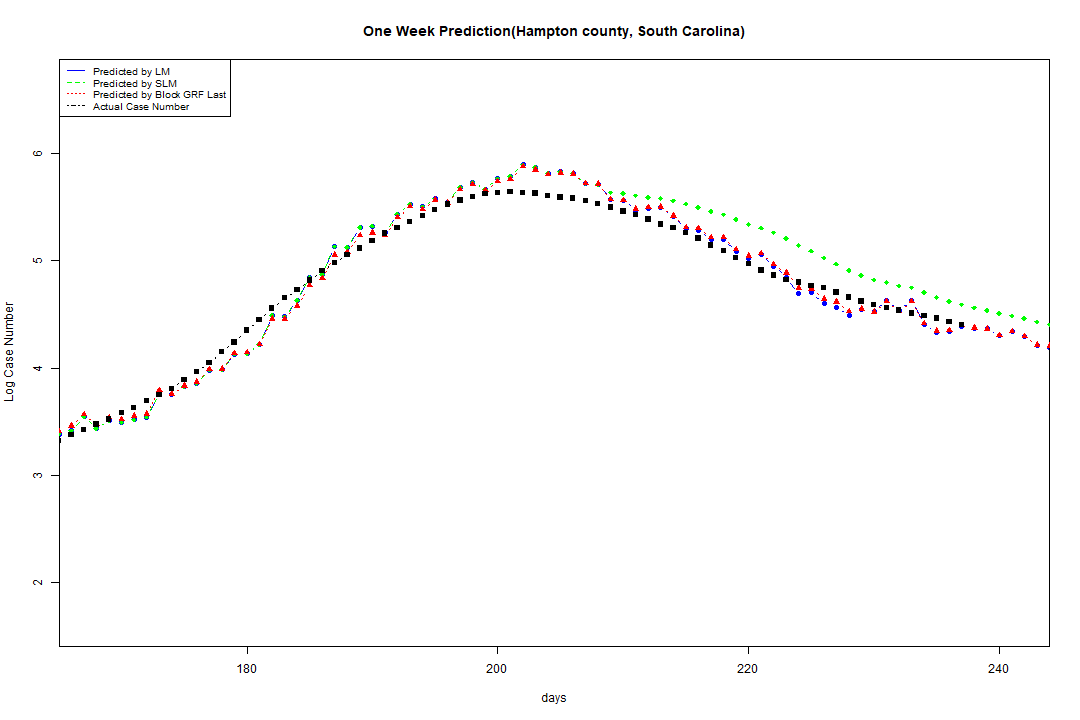 One Week Prediction(Hampton county, South Carolina)
Predicted by LM
Predicted by SLM
Predicted by Block GRF Last
Actual Case Number
6
5
4
3
2
Log Case Number
180
200
220
240
days